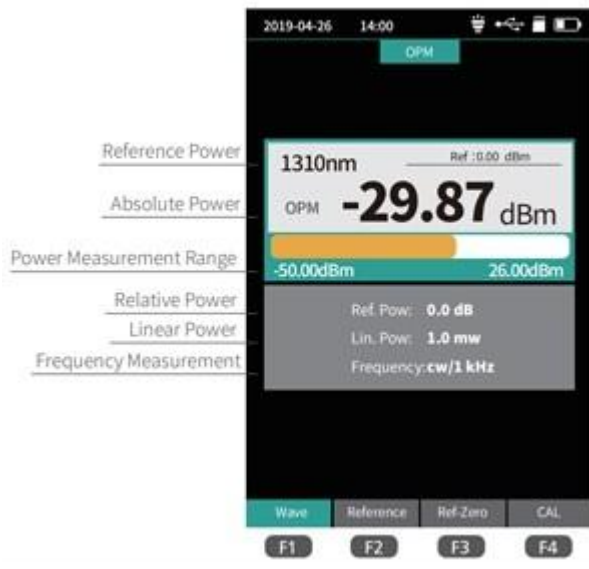 2019-04-26 14:00
OPM
Reference Power
1310nm
Ref :0.00 dBm
Absolute Power
OPM -29.87 dBm
Power Measurement Range
-50.00dBm 26.00dBm
Relative Power
Ref. Pow: 0.0 dB
Linear Power
Lin. Pow: 1.0 mw
Frequency Measurement
Frequency:cw/1 kHz
Wave Reference Ref-Zero CAL
F1 F2 F3 F4